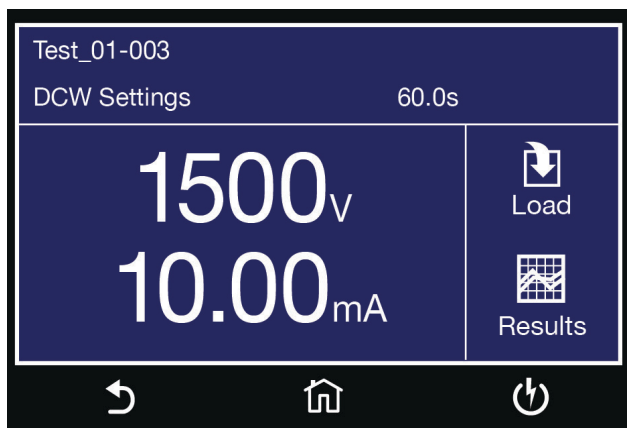 Test_01-003
DCW Settings 60.0s
1500V
10.00mA
Load
Results